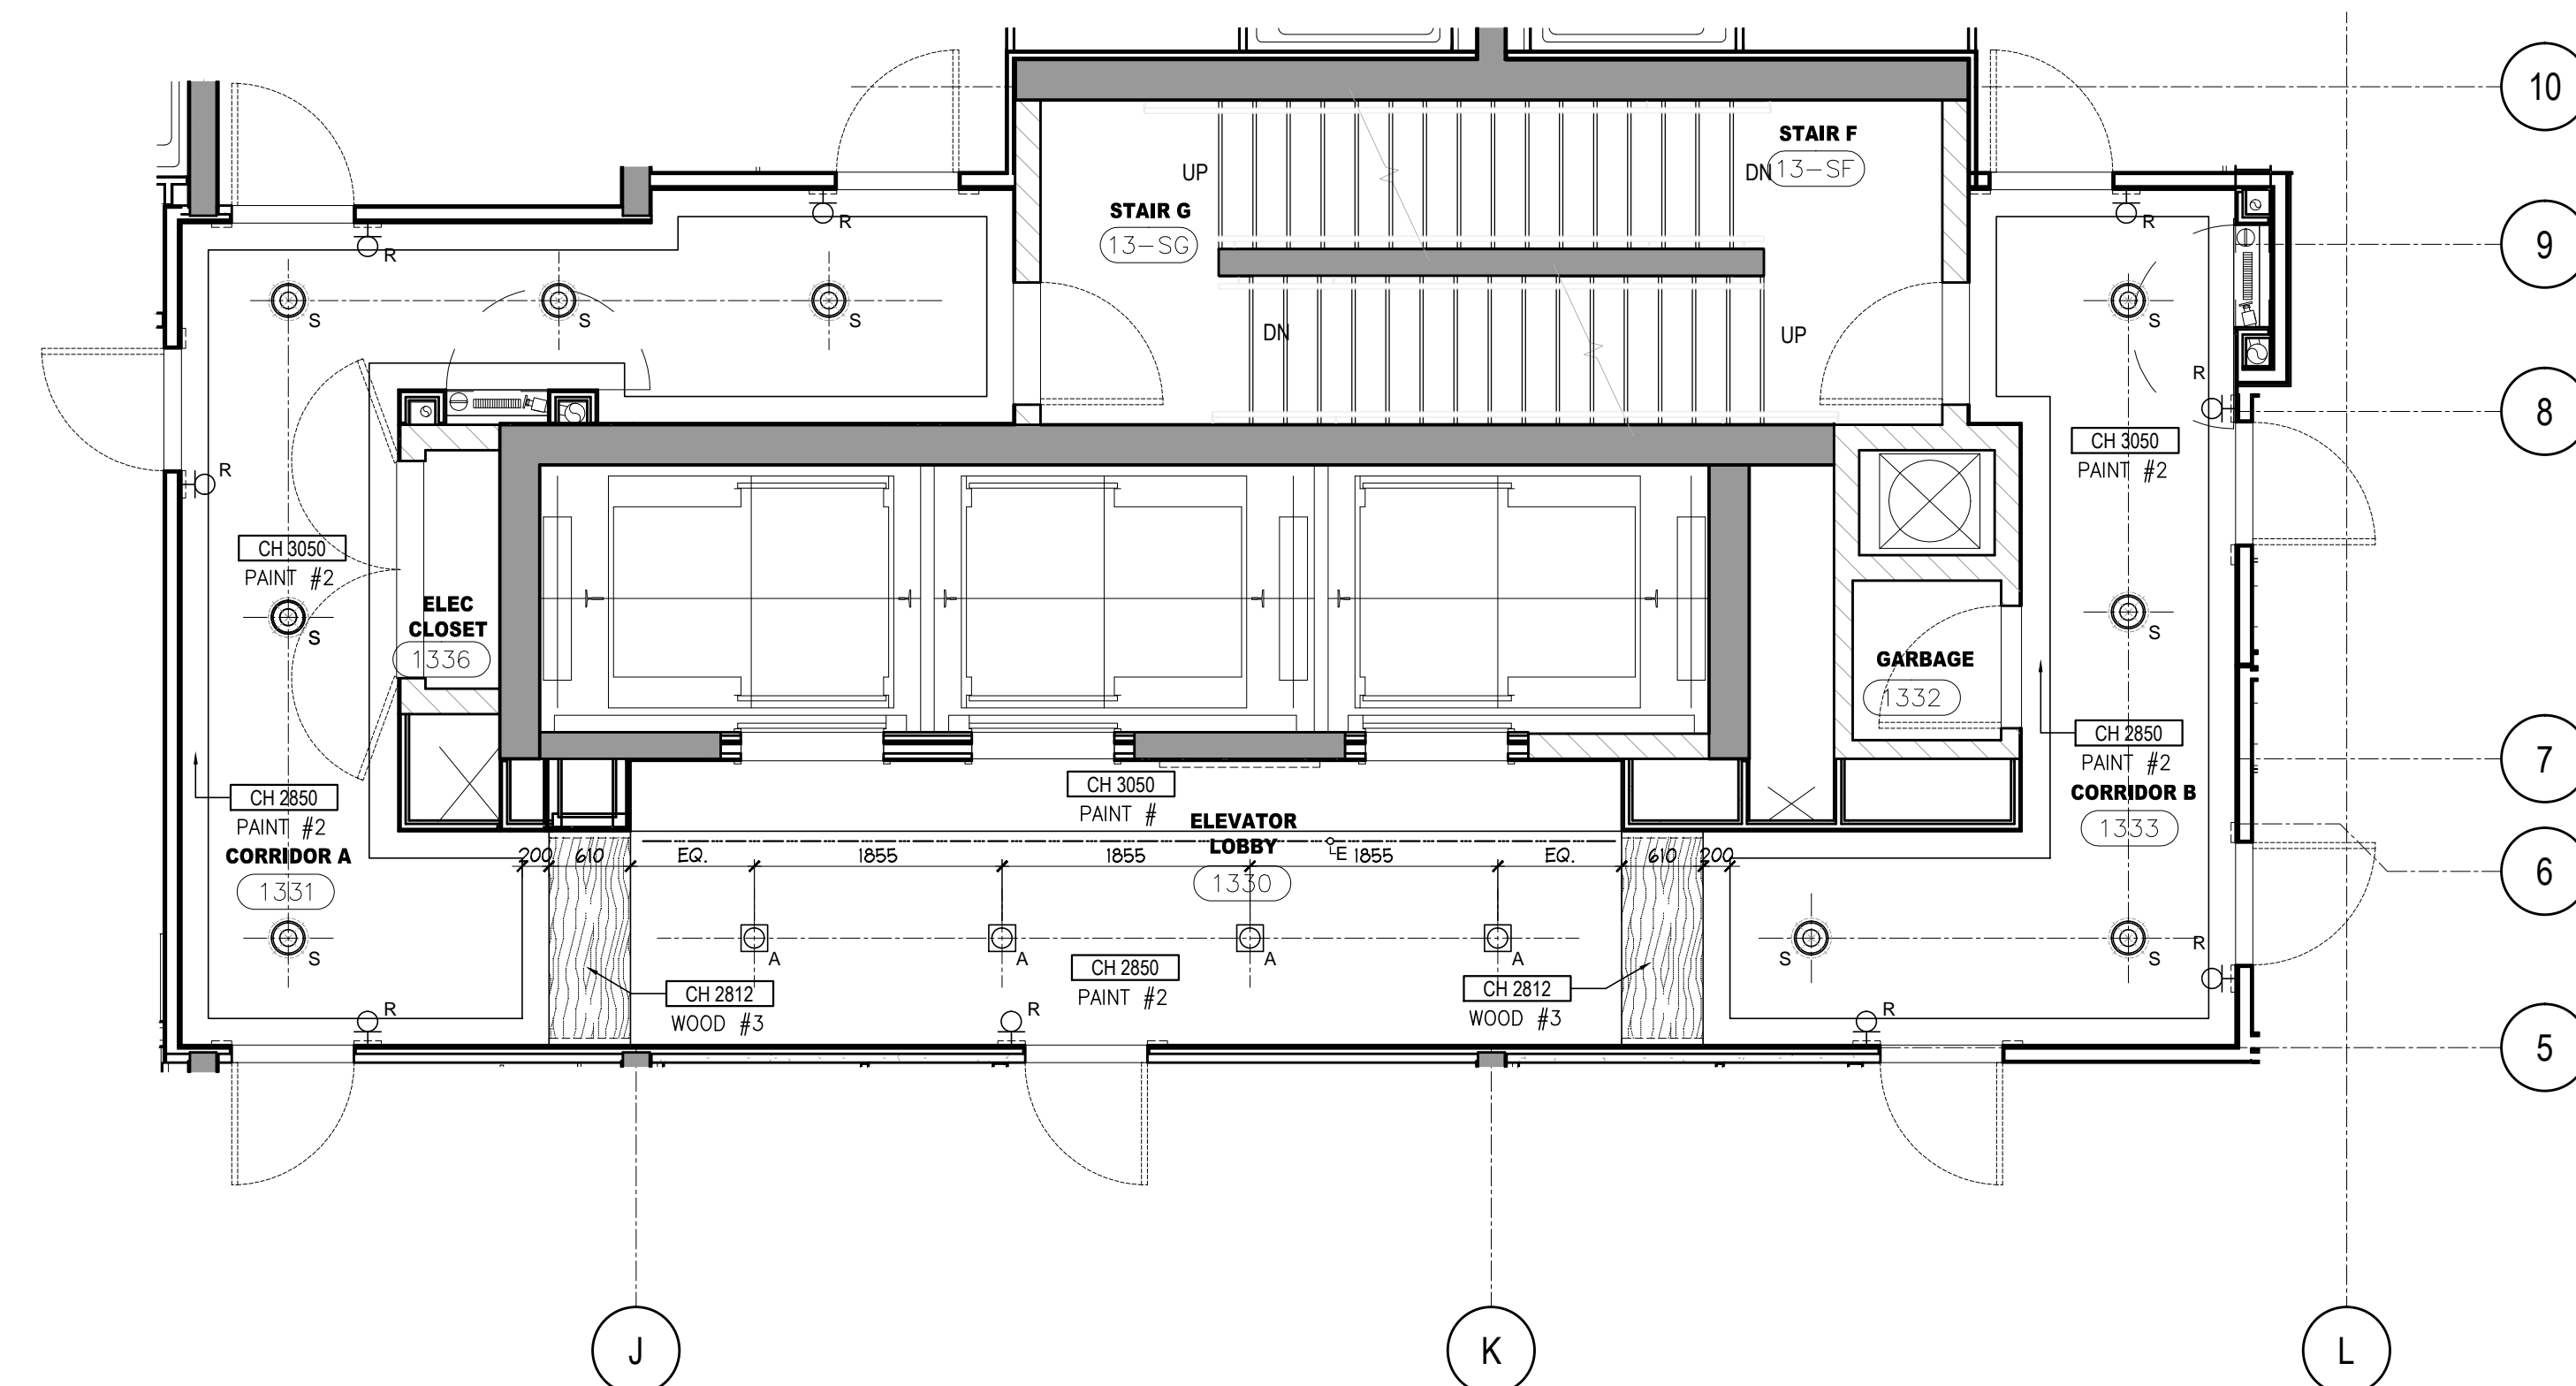 10
STAIR F
13-SF
UP
DN
STAIR G
13-SG
R
R
R
9
S
S
S
S
DN
UP
R
8
CH 3050
PAINT #2
R
CH 3050
PAINT #2
ELEC
CLOSET
1336
S
S
GARBAGE
1332
CH 2850
PAINT #2
CORRIDOR B
1333
7
CH 2850
PAINT #2
CORRIDOR A
1331
CH 3050
PAINT #
ELEVATOR
LOBBY
1330
E
200 610 EQ. 1855 1855 1855 EQ. 610 200
6
S
A
A
A
A
S
S
R
CH 2812
WOOD #3
CH 2850
PAINT #2
CH 2812
WOOD #3
R
R
R
5
J
K
L